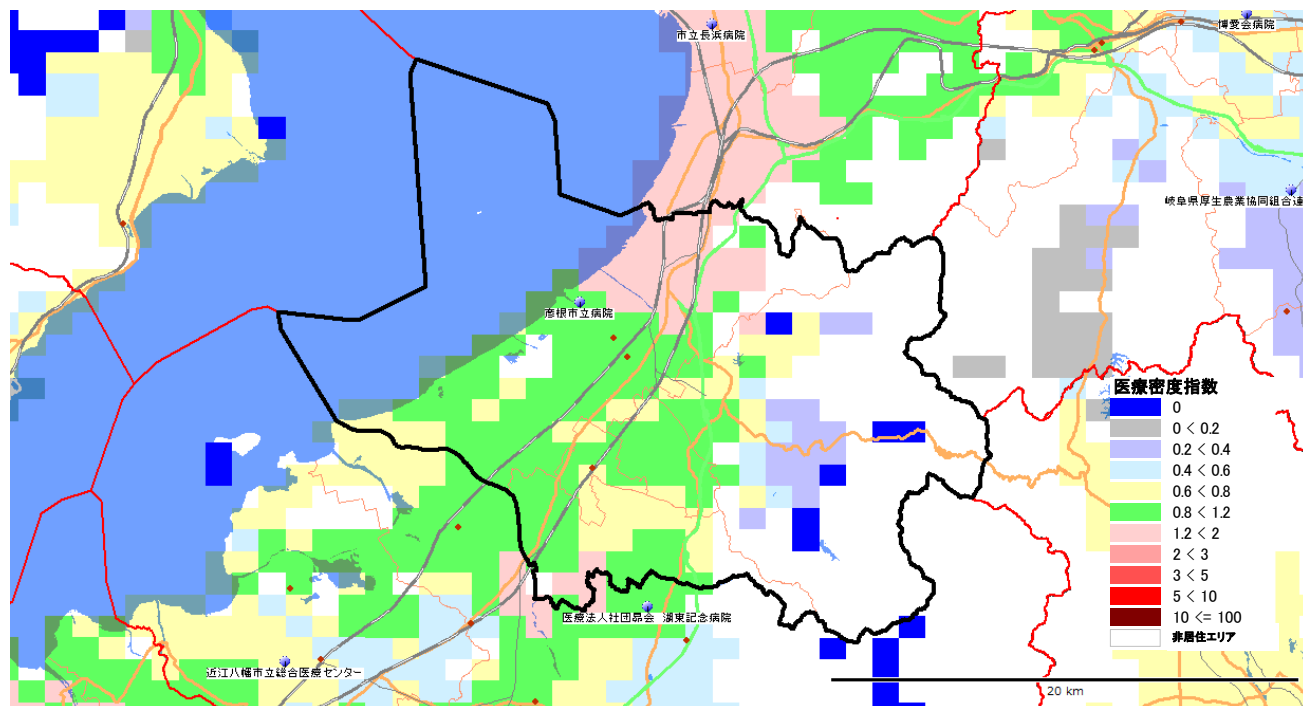 市立長浜病院
博愛会病院
岐阜県厚生農業協同組合連
彦根市立病院
医療密度指数
0
0 < 0.2
0.2 < 0.4
0.4 < 0.6
0.6 < 0.8
0.8 < 1.2
1.2 < 2
2 < 3
3 < 5
5 < 10
10 <= 100
非居住エリア
医療法人社団昴会 湖東記念病院
近江八幡市立総合医療センター
20 km